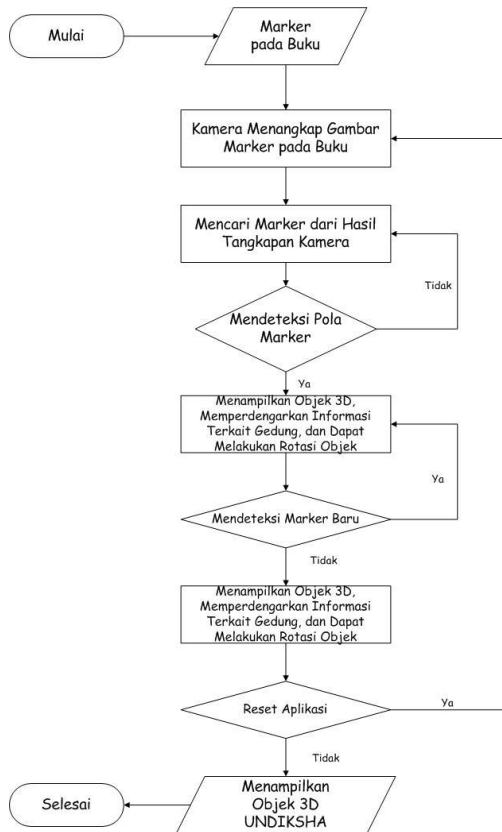 Mulai
Marker
pada Buku
Kamera Menangkap Gambar
Marker pada Buku
Mencari Marker dari Hasil
Tangkapan Kamera
Tidak
Mendeteksi Pola
Marker
Ya
Menampilkan Objek 3D,
Memperdengarkan Informasi
Terkait Gedung, dan Dapat
Melakukan Rotasi Objek
Ya
Mendeteksi Marker Baru
Tidak
Menampilkan Objek 3D,
Memperdengarkan Informasi
Terkait Gedung, dan Dapat
Melakukan Rotasi Objek
Reset Aplikasi
Ya
Tidak
Menampilkan
Objek 3D
UNDIKSHA
Selesai